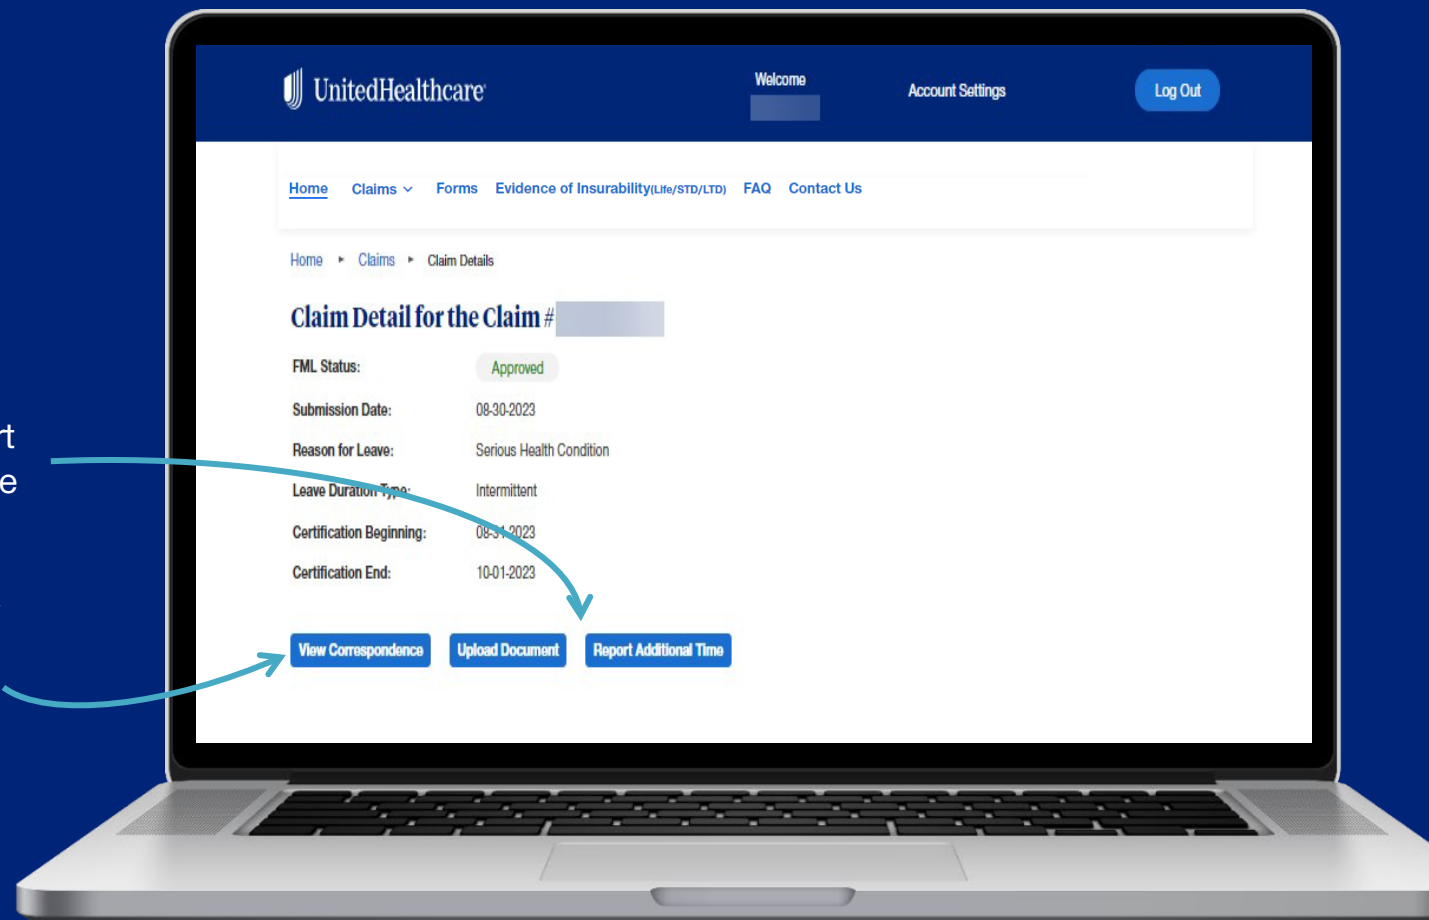 UnitedHealthcare
Welcome
Account Settings
Log Out
Home Claims Forms Evidence of Insurability(Life/STD/LTD) FAQ Contact Us
Home Claims Claim Details
Claim Detail for the Claim #
FML Status: Approved
Submission Date: 08-30-2023
Reason for Leave: Serious Health Condition
Leave Duration Type: Intermittent
Certification Beginning: 08-31-2023
Certification End: 10-01-2023
View Correspondence Upload Document Report Additional Time